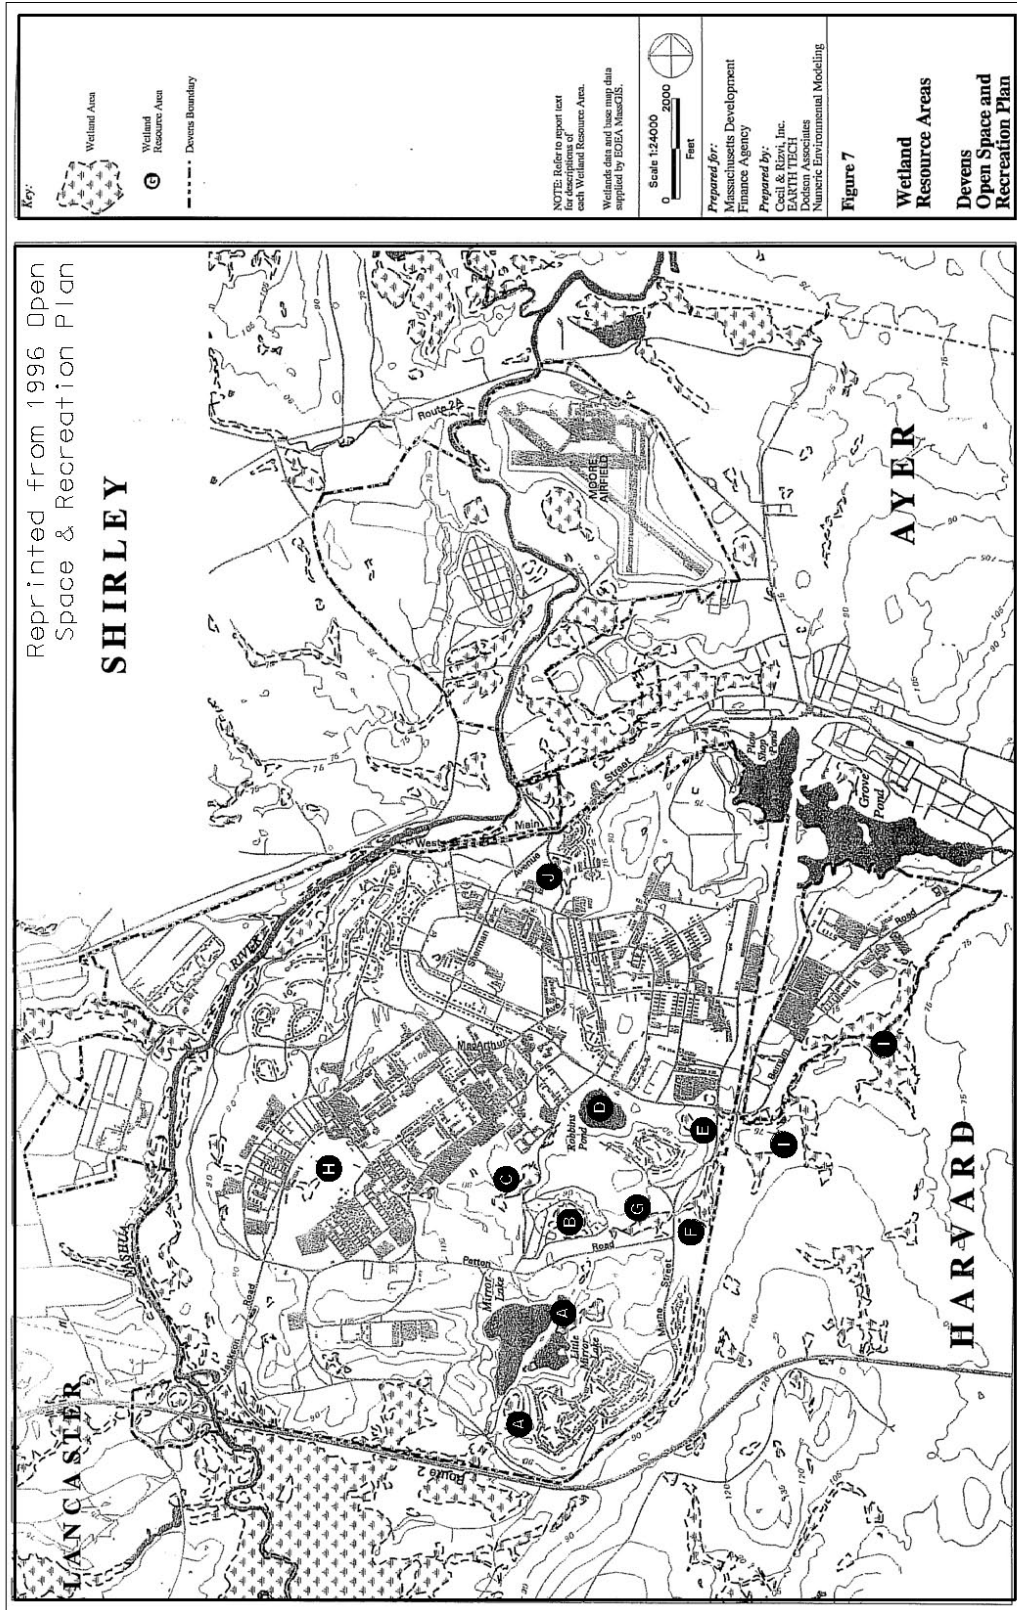 Reprinted from 1996 Open
Space & Recreation Plan
SHIRLEY
LANCASTER
HARVARD
AYER
NASHUA
RIVER
Route 2A
MOORE
AIRFIELD
West
Main
Street
Jackson Road
Route 2
Patton
Road
Mirror
Lake
Little
Mirror
Lake
Sherman
Avenue
MacArthur
Ave
Robbins
Pond
Plow
Shop
Pond
Grove
Pond
Barnum
Road
Street
A
A
B
C
D
E
F
G
H
I
I
J
Key:
Wetland Area
G
Wetland
Resource Area
Devens Boundary
NOTE: Refer to report text
for descriptions of
each Wetland Resource Area.
Wetlands data and base map data
supplied by EOEA MassGIS.
Scale 1:24000
0 2000
Feet
Prepared for:
Massachusetts Development
Finance Agency
Prepared by:
Cecil & Rizvi, Inc.
EARTH TECH
Dodson Associates
Numeric Environmental Modeling
Figure 7
Wetland
Resource Areas
Devens
Open Space and
Recreation Plan